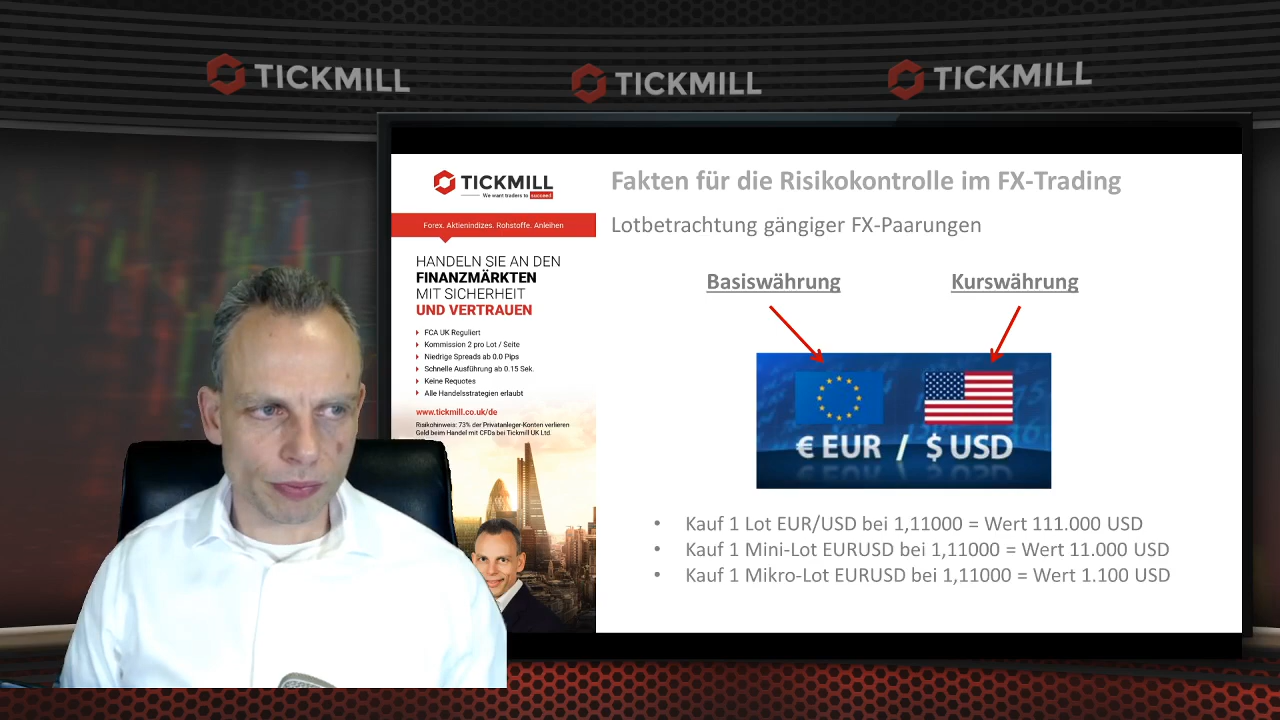 TICKMILL
TICKMILL
TICKMILL
TICKMILL
We want traders to succeed
Forex. Aktienindizes. Rohstoffe. Anleihen
HANDELN SIE AN DEN
FINANZMÄRKTEN
MIT SICHERHEIT
UND VERTRAUEN
FCA UK Reguliert
Kommission 2 pro Lot / Seite
Niedrige Spreads ab 0.0 Pips
Schnelle Ausführung ab 0.15 Sek.
Keine Requotes
Alle Handelsstrategien erlaubt
www.tickmill.co.uk/de
Risikohinweis: 73% der Privatanleger-Konten verlieren
Geld beim Handel mit CFDs bei Tickmill UK Ltd.
Fakten für die Risikokontrolle im FX-Trading
Lotbetrachtung gängiger FX-Paarungen
Basiswährung
Kurswährung
€ EUR / $ USD
• Kauf 1 Lot EUR/USD bei 1,11000 = Wert 111.000 USD
• Kauf 1 Mini-Lot EURUSD bei 1,11000 = Wert 11.000 USD
• Kauf 1 Mikro-Lot EURUSD bei 1,11000 = Wert 1.100 USD